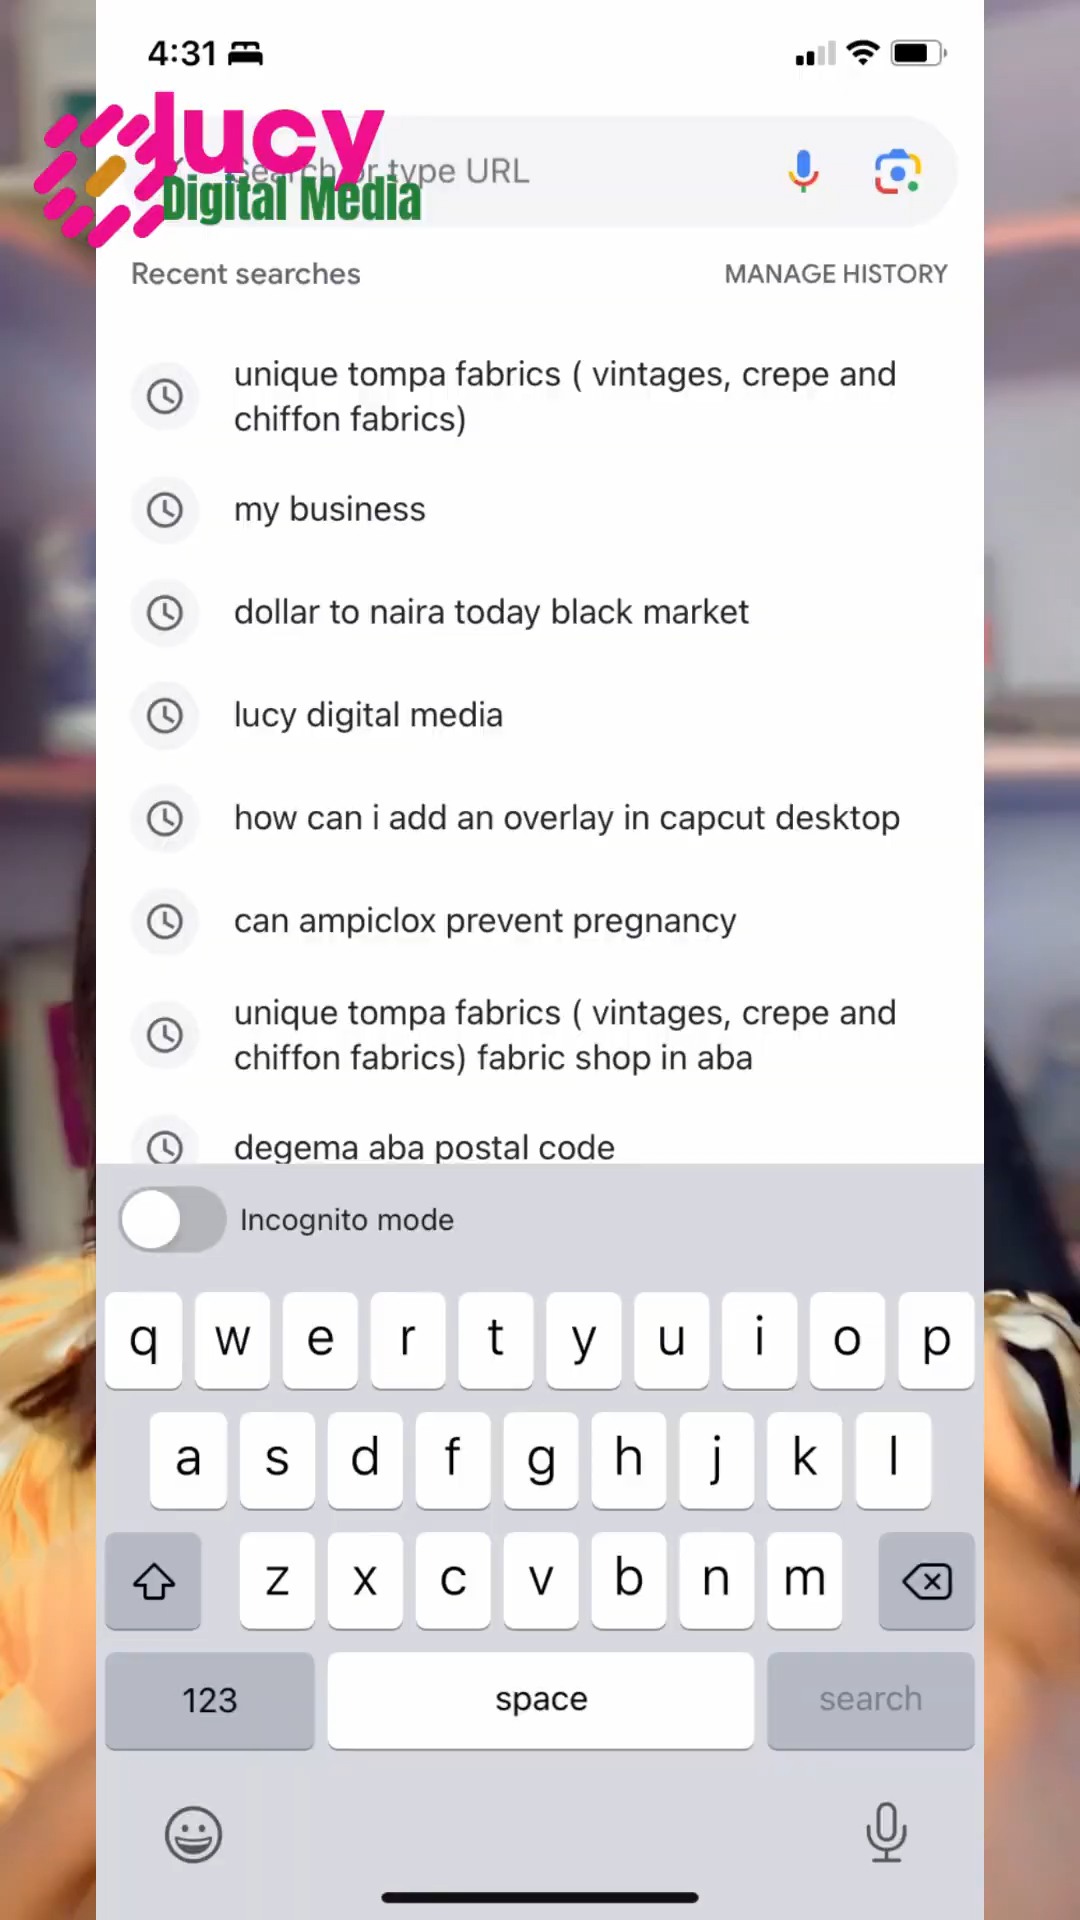 4:31
lucy
Digital Media
Search or type URL
Recent searches
MANAGE HISTORY
unique tompa fabrics ( vintages, crepe and
chiffon fabrics)
my business
dollar to naira today black market
lucy digital media
how can i add an overlay in capcut desktop
can ampiclox prevent pregnancy
unique tompa fabrics ( vintages, crepe and
chiffon fabrics) fabric shop in aba
degema aba postal code
Incognito mode
q w e r t y u i o p
a s d f g h j k l
z x c v b n m
123 space search